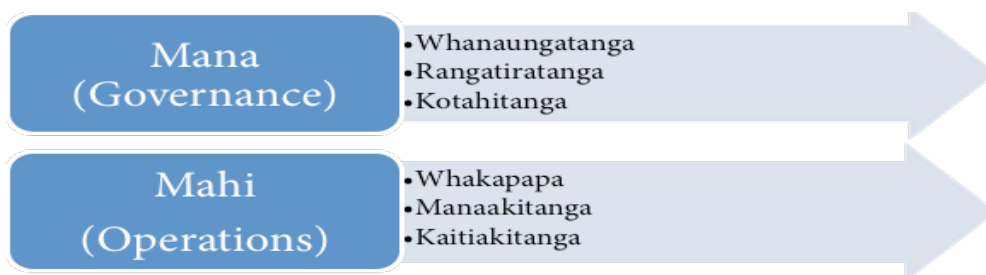 Mana
(Governance)
•Whanaungatanga
•Rangatiratanga
•Kotahitanga
Mahi
(Operations)
•Whakapapa
•Manaakitanga
•Kaitiakitanga